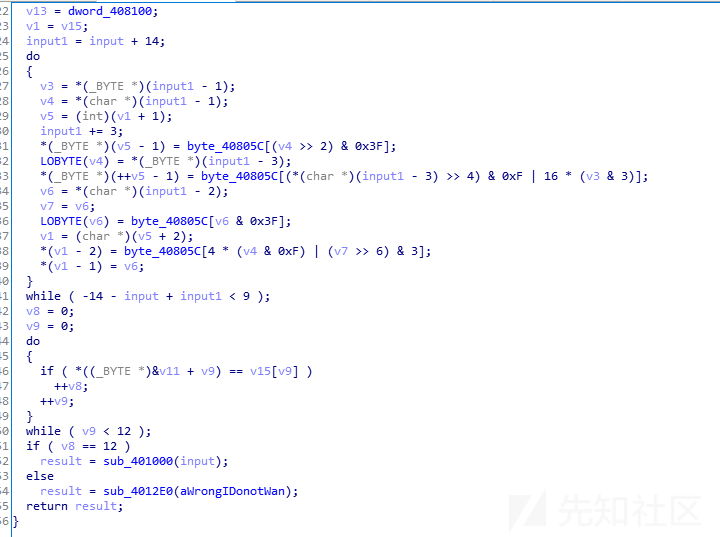 22 v13 = dword_408100;
23 v1 = v15;
24 input1 = input + 14;
25 do
26 {
27 v3 = *(_BYTE *)(input1 - 1);
28 v4 = *(char *)(input1 - 1);
29 v5 = (int)(v1 + 1);
30 input1 += 3;
31 *(_BYTE *)(v5 - 1) = byte_40805C[(v4 >> 2) & 0x3F];
32 LOBYTE(v4) = *(_BYTE *)(input1 - 3);
33 *(_BYTE *)(++v5 - 1) = byte_40805C[(*(char *)(input1 - 3) >> 4) & 0xF | 16 * (v3 & 3)];
34 v6 = *(char *)(input1 - 2);
35 v7 = v6;
36 LOBYTE(v6) = byte_40805C[v6 & 0x3F];
37 v1 = (char *)(v5 + 2);
38 *(v1 - 2) = byte_40805C[4 * (v4 & 0xF) | (v7 >> 6) & 3];
39 *(v1 - 1) = v6;
40 }
41 while ( -14 - input + input1 < 9 );
42 v8 = 0;
43 v9 = 0;
44 do
45 {
46 if ( *((_BYTE *)&v11 + v9) == v15[v9] )
47 ++v8;
48 ++v9;
49 }
50 while ( v9 < 12 );
51 if ( v8 == 12 )
52 result = sub_401000(input);
53 else
54 result = sub_4012E0(aWrongIDonotWan);
55 return result;
56 }
先知社区